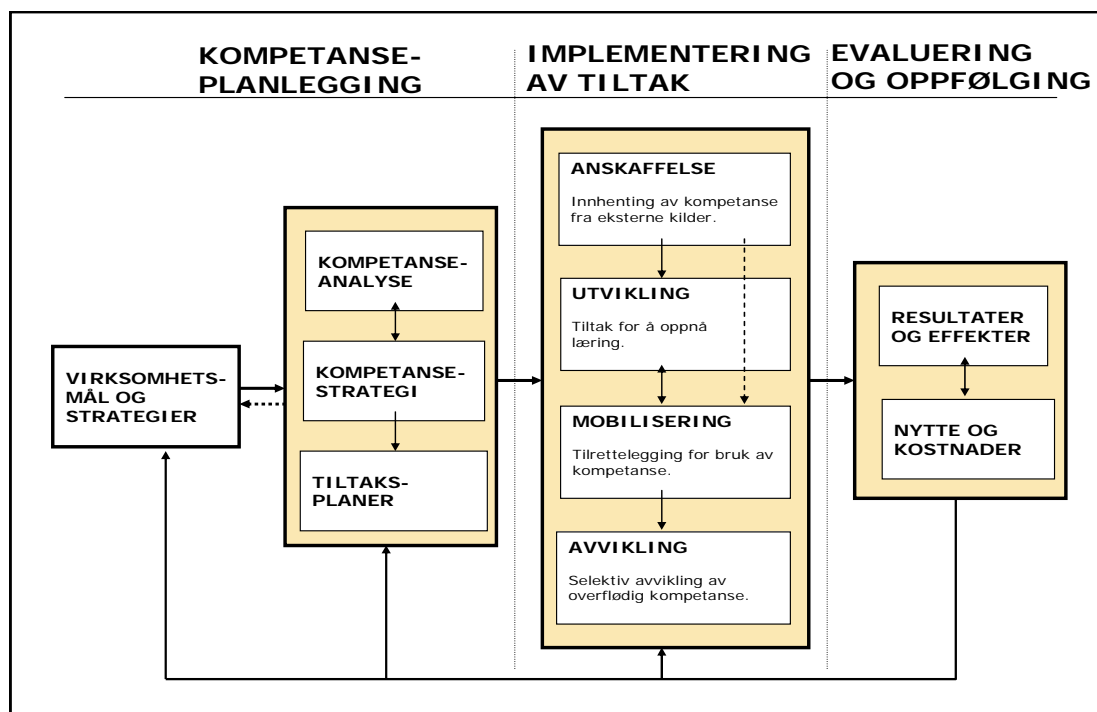 KOMPETANSE-
PLANLEGGING
IMPLEMENTERING
AV TILTAK
EVALUERING
OG OPPFØLGING
VIRKSOMHETS-
MÅL OG
STRATEGIER
KOMPETANSE-
ANALYSE
KOMPETANSE-
STRATEGI
TILTAKS-
PLANER
ANSKAFFELSE
Innhenting av kompetanse
fra eksterne kilder.
UTVIKLING
Tiltak for å oppnå
læring.
MOBILISERING
Tilrettelegging for bruk av
kompetanse.
AVVIKLING
Selektiv avvikling av
overflødig kompetanse.
RESULTATER
OG EFFEKTER
NYTTE OG
KOSTNADER